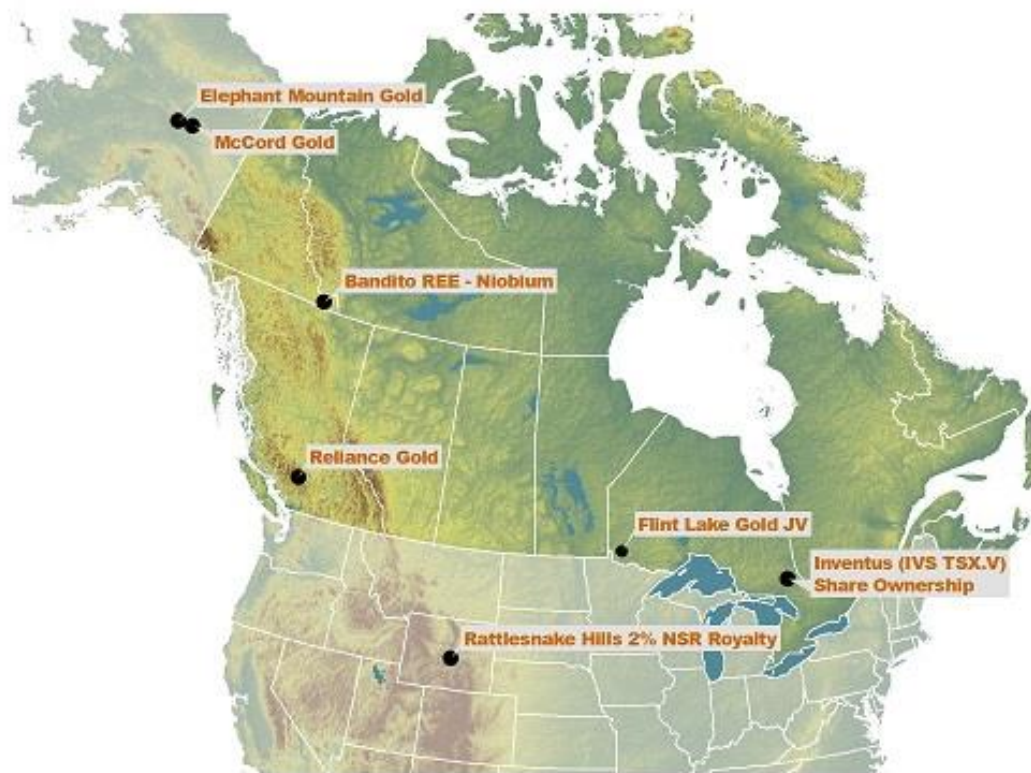 Elephant Mountain Gold
McCord Gold
Bandito REE - Niobium
Reliance Gold
Flint Lake Gold JV
Inventus (IVS TSX.V)
Share Ownership
Rattlesnake Hills 2% NSR Royalty